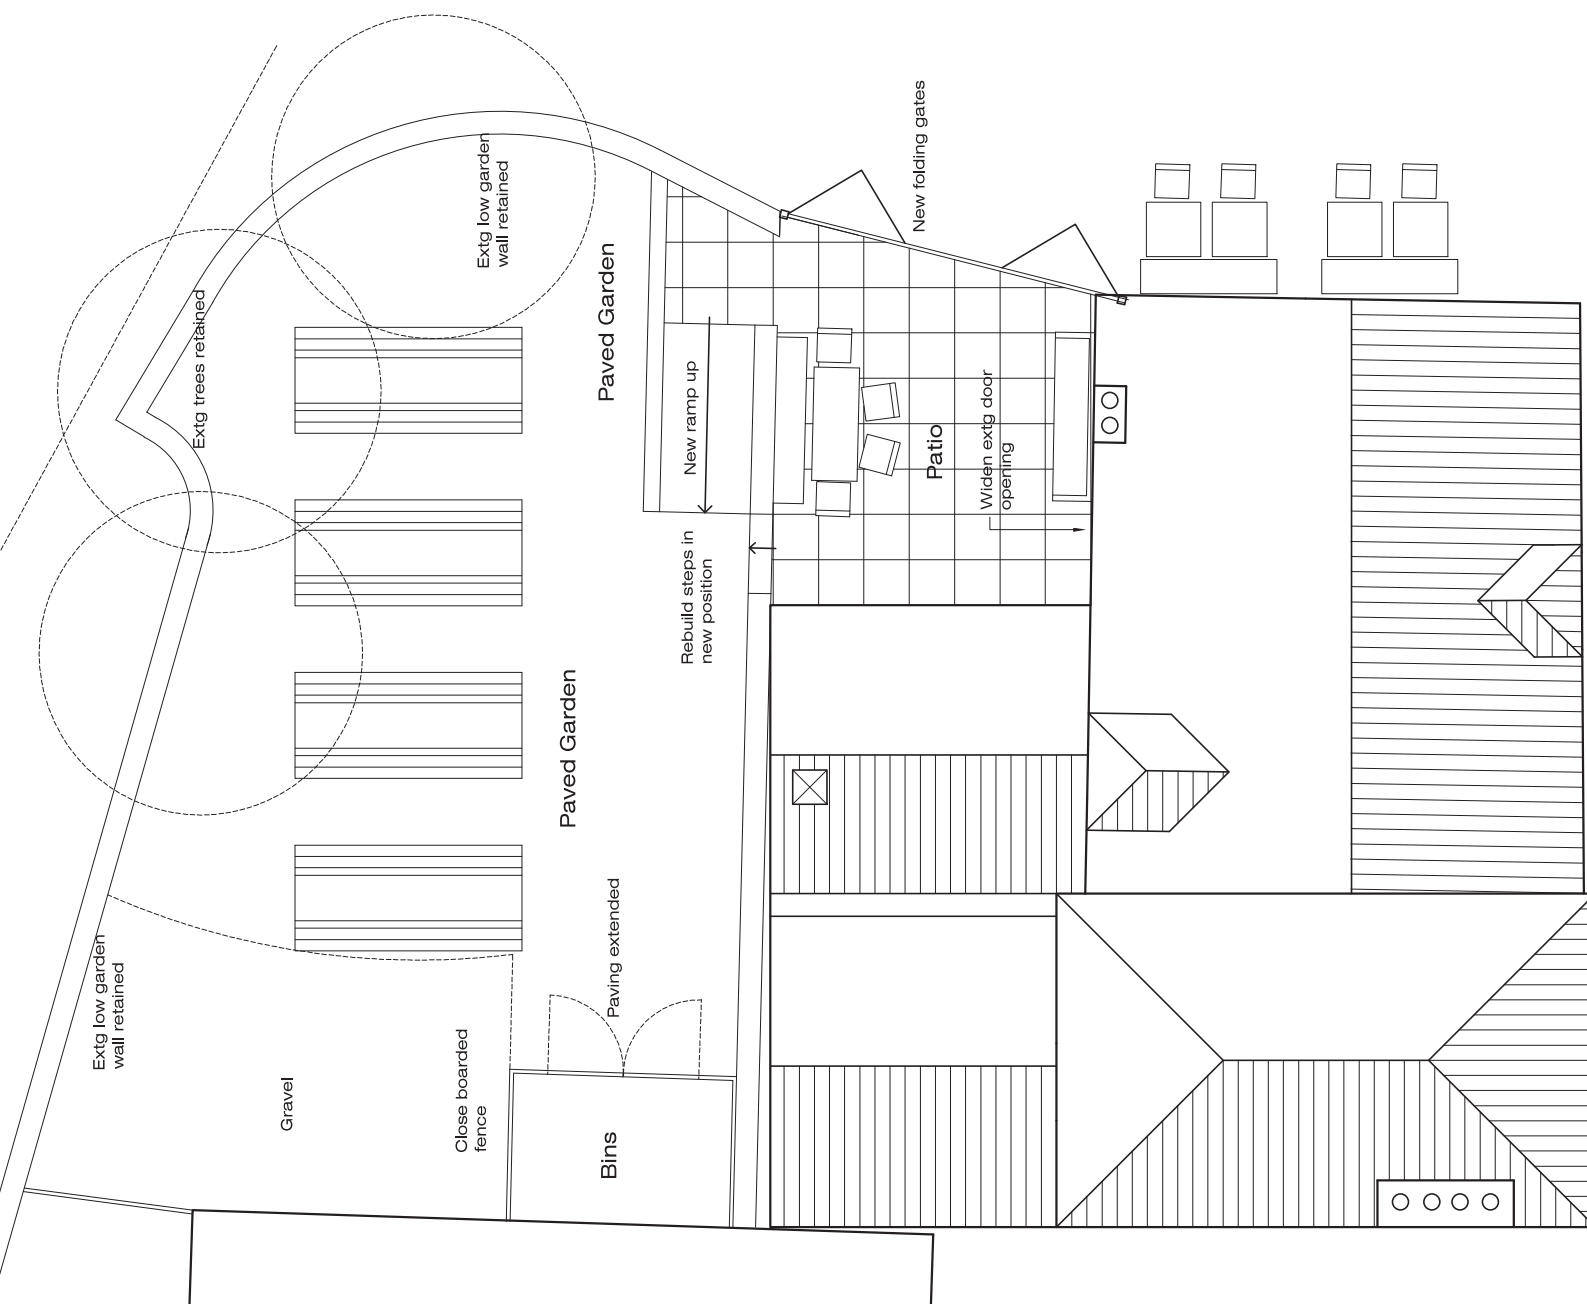 Extg low garden
wall retained
Extg trees retained
Extg low garden
wall retained
Gravel
Close boarded
fence
Paved Garden
Paved Garden
Paving extended
Bins
New ramp up
Rebuild steps in
new position
New folding gates
Patio
Widen extg door
opening